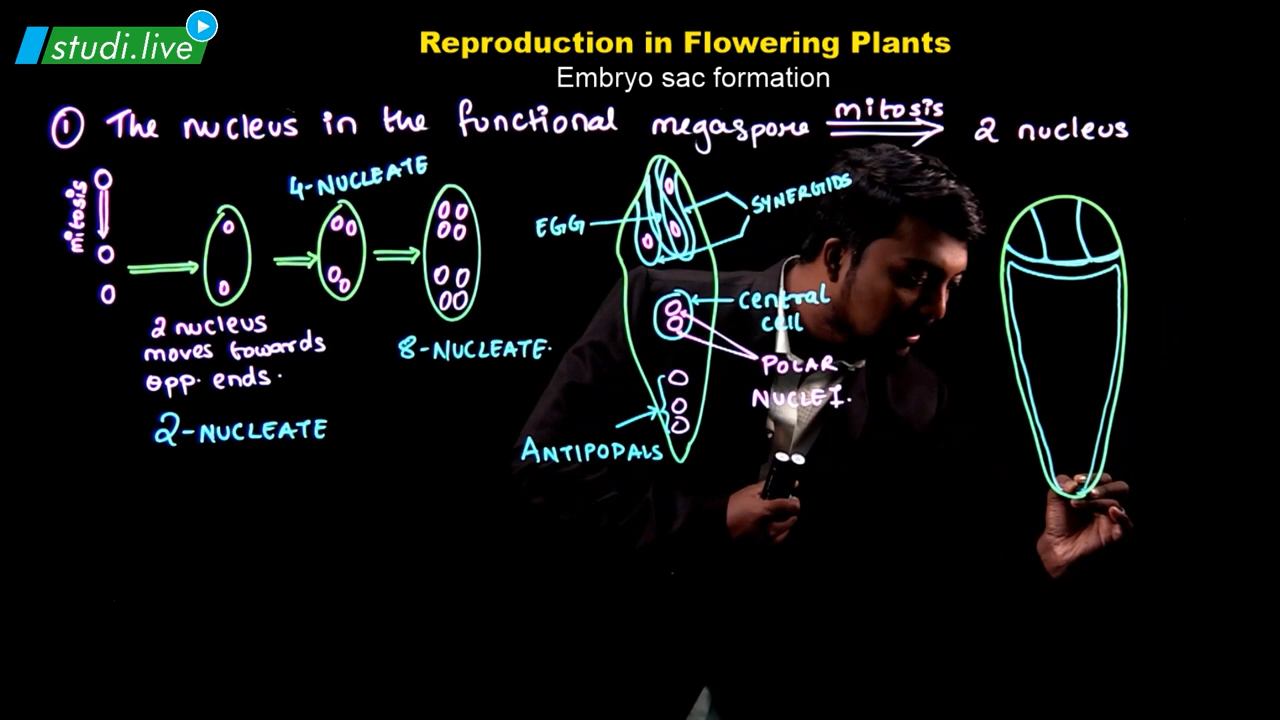 studi.live
Reproduction in Flowering Plants
Embryo sac formation
① The nucleus in the functional megaspore mitosis 2 nucleus
mitosis
4-NUCLEATE
2 nucleus
moves towards
opp. ends.
2-NUCLEATE
8-NUCLEATE.
EGG
SYNERGIDS
central
cell
POLAR
NUCLEI.
ANTIPODALS